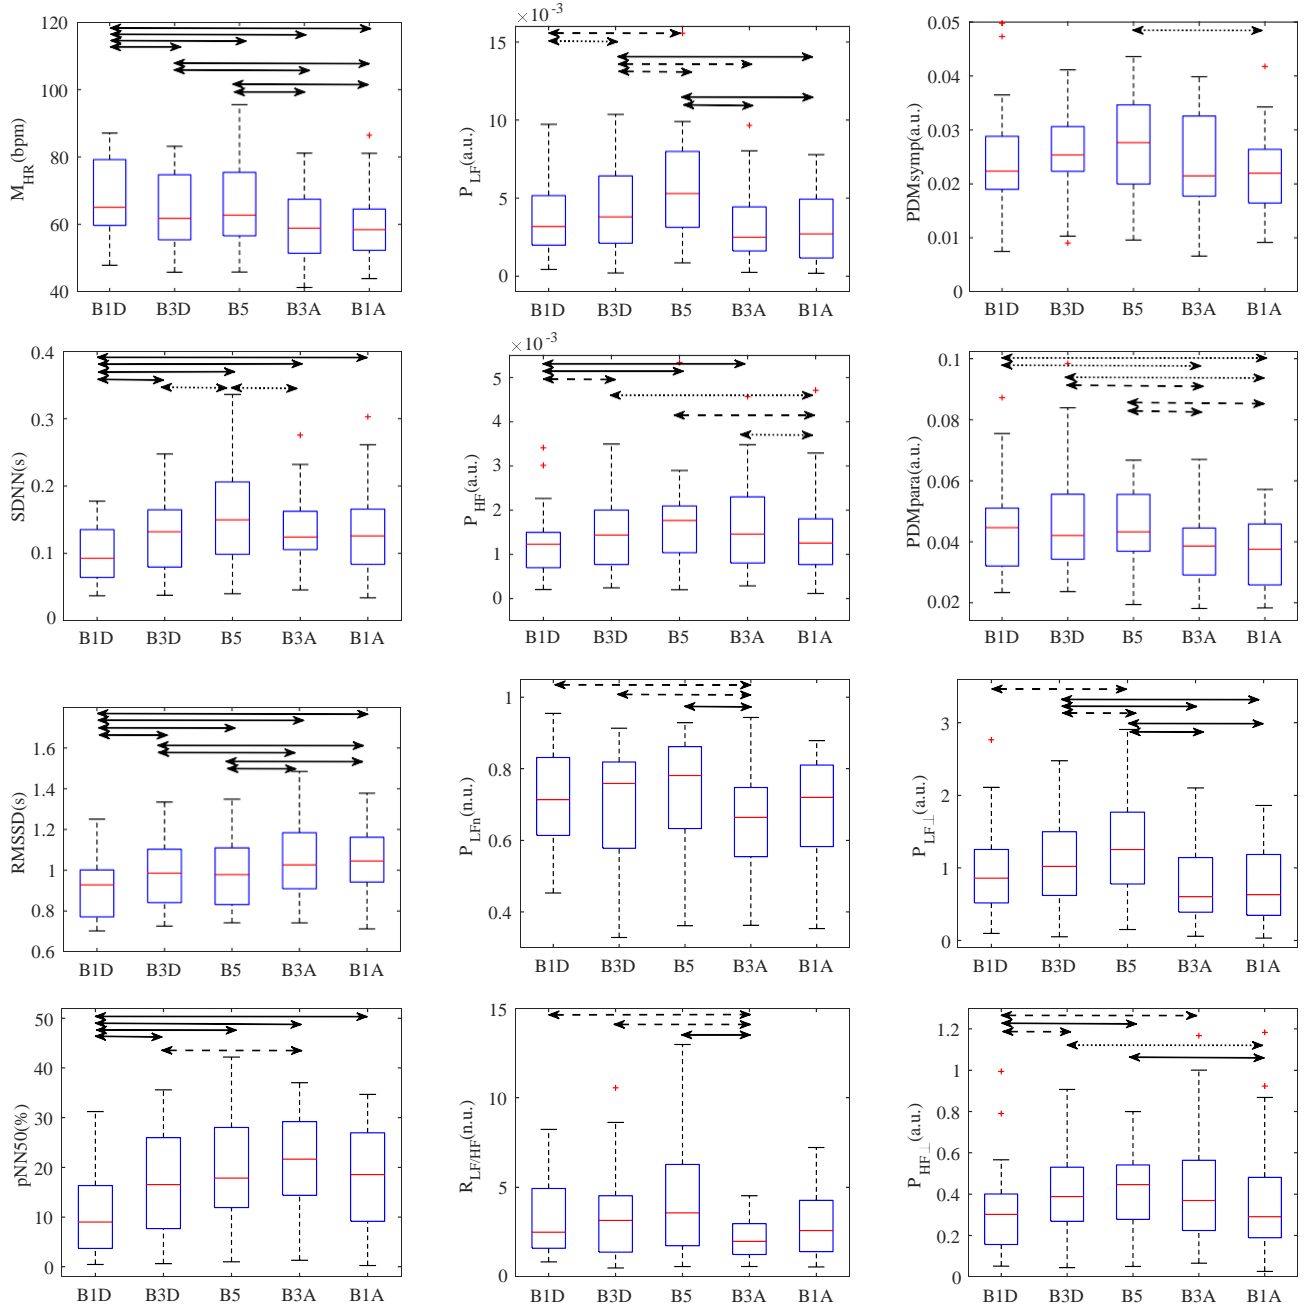 120
100
80
60
40
M_HR(bpm)
B1D B3D B5 B3A B1A
×10^-3
15
10
5
0
P_LF(a.u.)
B1D B3D B5 B3A B1A
0.05
0.04
0.03
0.02
0.01
0
PDMsymp(a.u.)
B1D B3D B5 B3A B1A
0.4
0.3
0.2
0.1
0
SDNN(s)
B1D B3D B5 B3A B1A
×10^-3
5
4
3
2
1
0
P_HF(a.u.)
B1D B3D B5 B3A B1A
0.1
0.08
0.06
0.04
0.02
PDMpara(a.u.)
B1D B3D B5 B3A B1A
1.6
1.4
1.2
1
0.8
0.6
RMSSD(s)
B1D B3D B5 B3A B1A
1
0.8
0.6
0.4
P_LFn(n.u.)
B1D B3D B5 B3A B1A
3
2
1
0
P_LF⊥(a.u.)
B1D B3D B5 B3A B1A
50
40
30
20
10
0
pNN50(%)
B1D B3D B5 B3A B1A
15
10
5
0
R_LF/HF(n.u.)
B1D B3D B5 B3A B1A
1.2
1
0.8
0.6
0.4
0.2
0
P_HF⊥(a.u.)
B1D B3D B5 B3A B1A